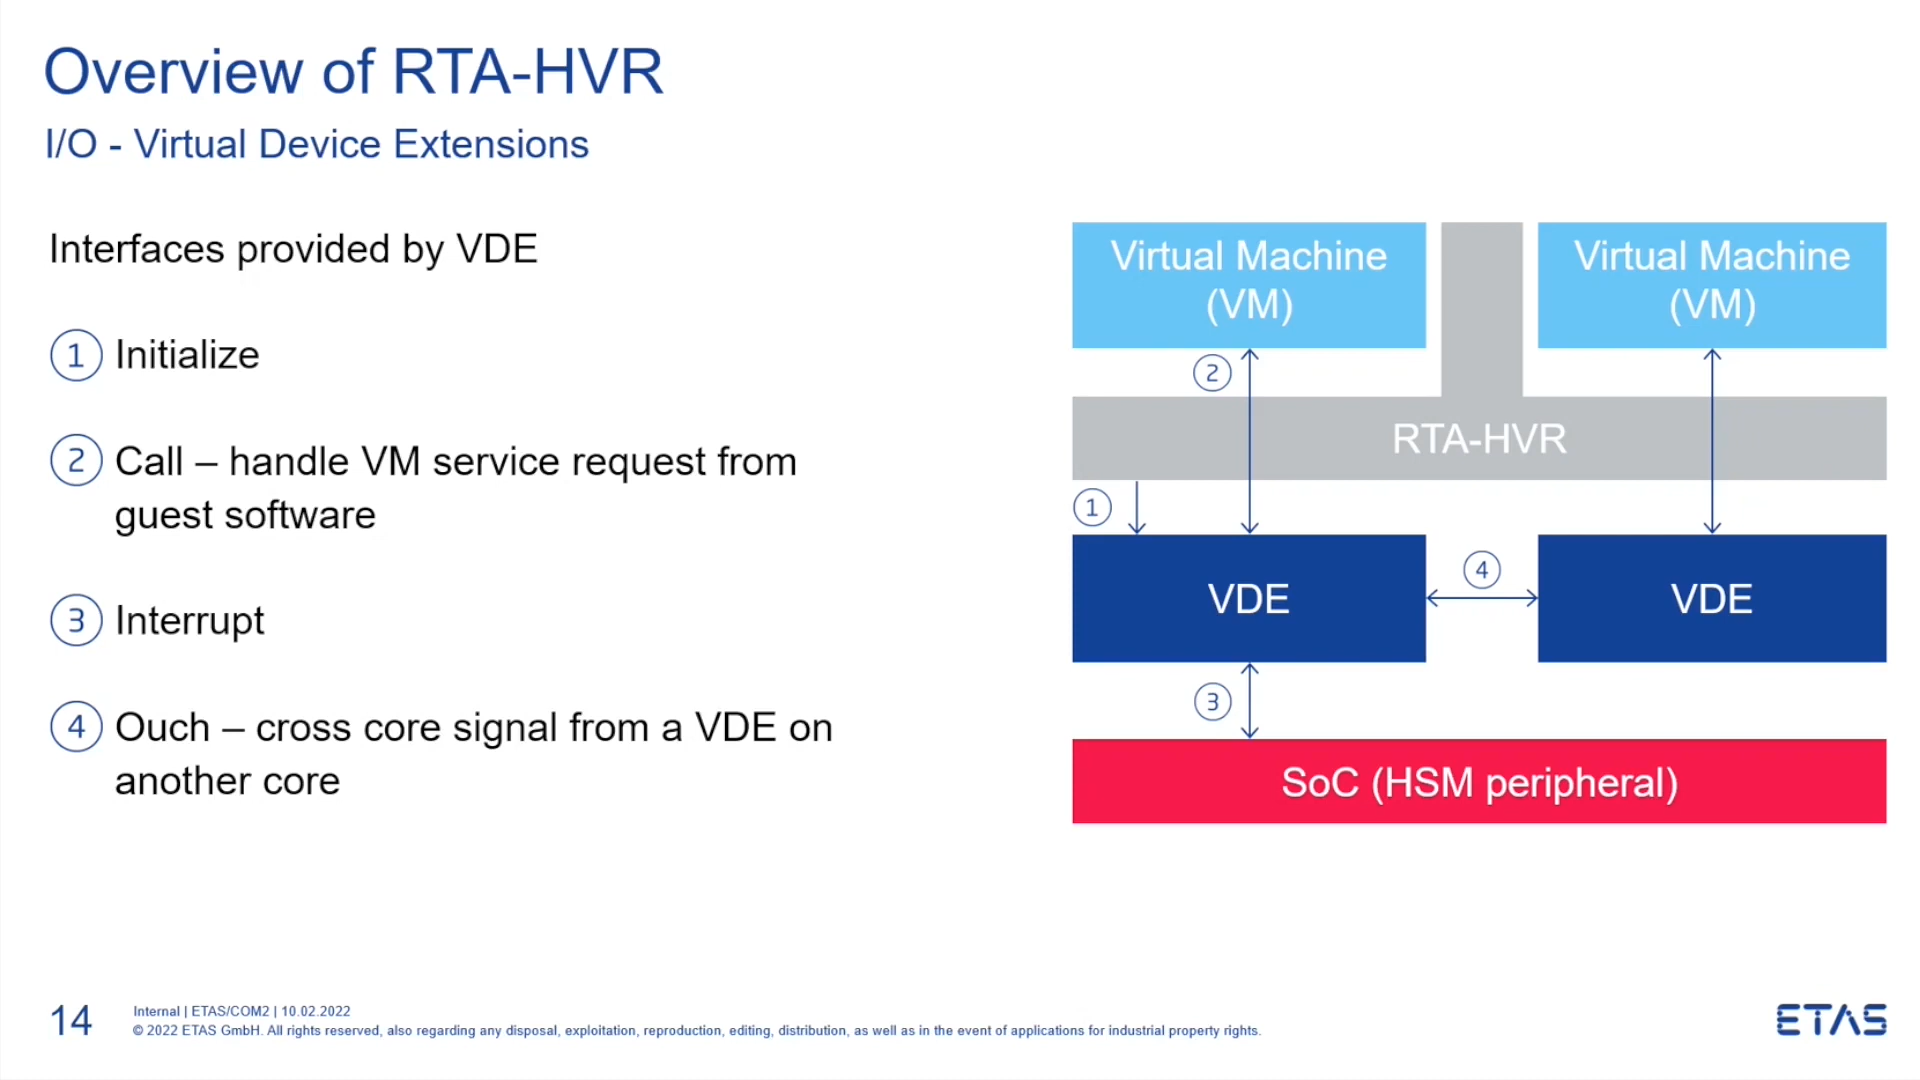 Overview of RTA-HVR
I/O - Virtual Device Extensions
Interfaces provided by VDE
1 Initialize
2 Call – handle VM service request from
guest software
3 Interrupt
4 Ouch – cross core signal from a VDE on
another core
Virtual Machine
(VM)
Virtual Machine
(VM)
2
RTA-HVR
1
VDE
4
VDE
3
SoC (HSM peripheral)
14
Internal | ETAS/COM2 | 10.02.2022
© 2022 ETAS GmbH. All rights reserved, also regarding any disposal, exploitation, reproduction, editing, distribution, as well as in the event of applications for industrial property rights.
ETAS